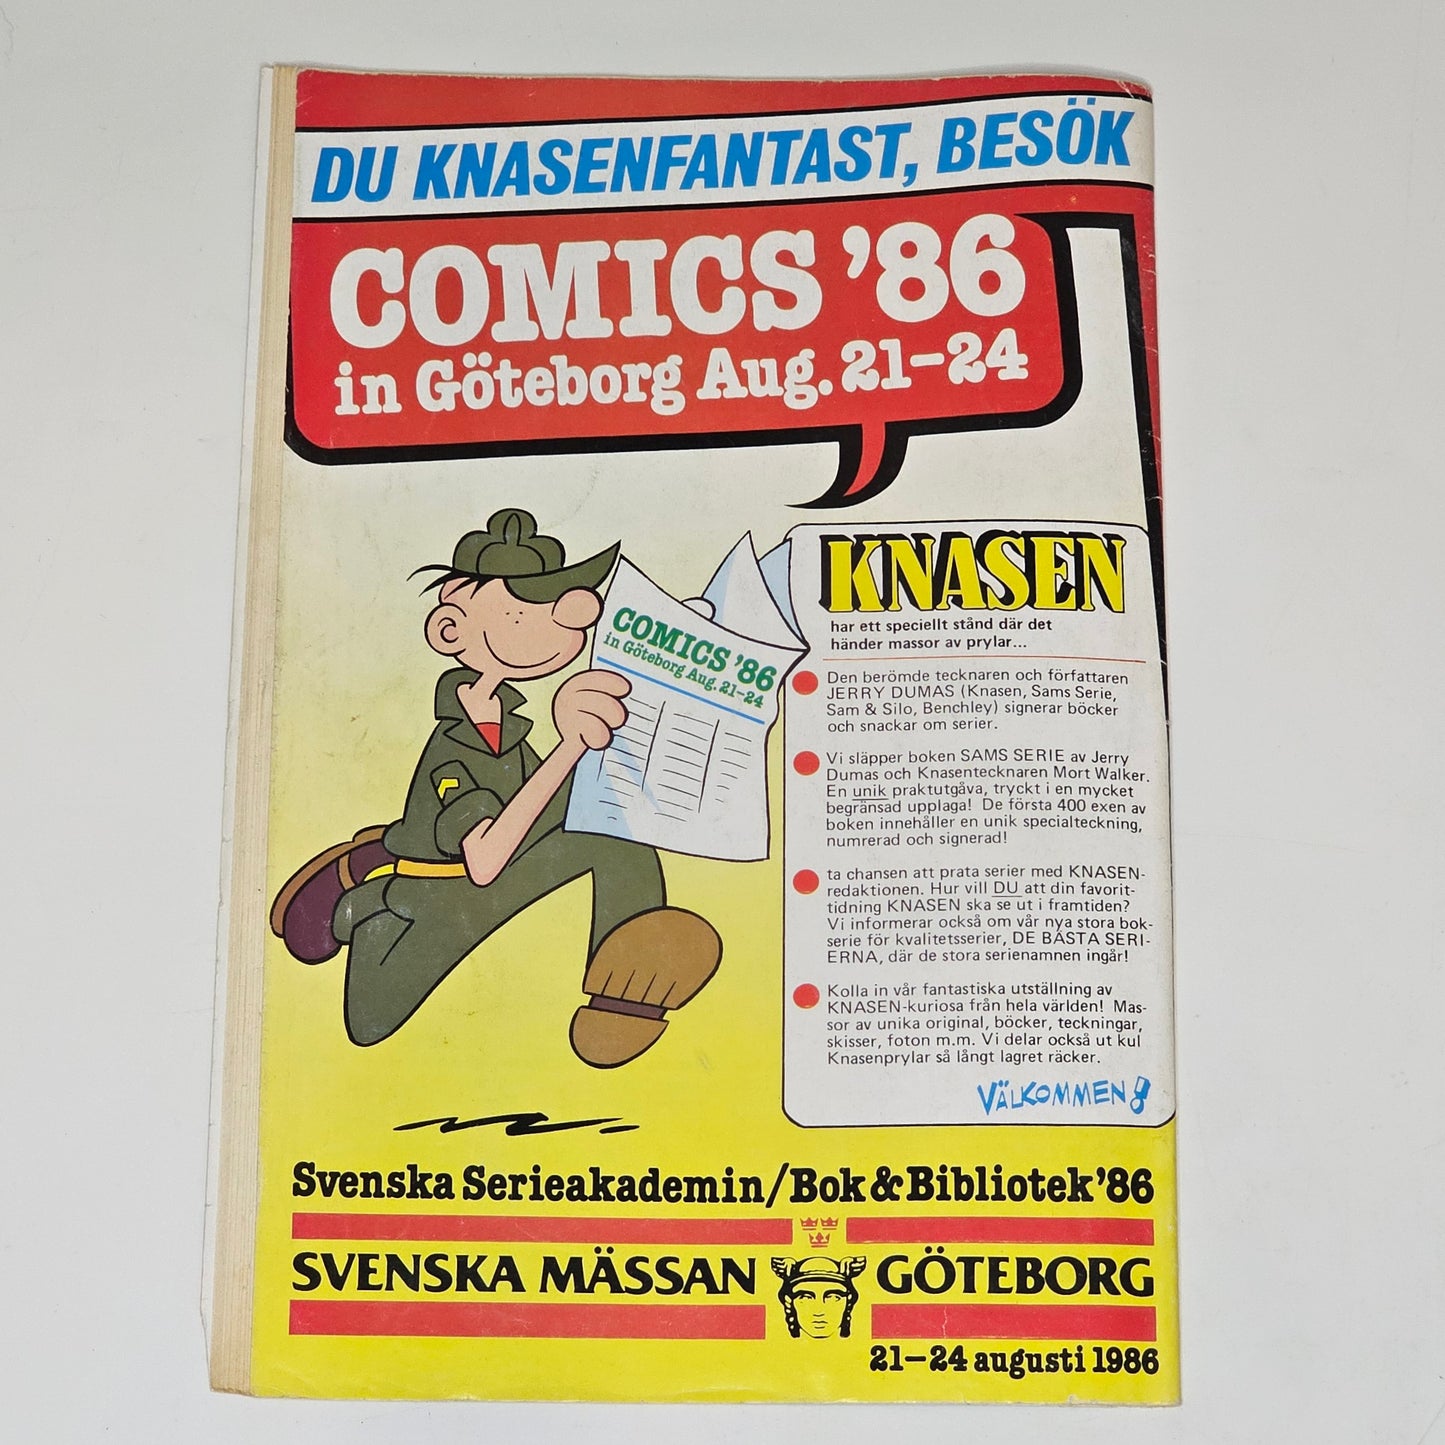 DU KNASENFANTAST, BESÖK
COMICS '86
in Göteborg Aug. 21–24
COMICS '86
in Göteborg Aug. 21–24
KNASEN
har ett speciellt stånd där det
händer massor av prylar...
Den berömde tecknaren och författaren
JERRY DUMAS (Knasen, Sams Serie,
Sam & Silo, Benchley) signerar böcker
och snackar om serier.
Vi släpper boken SAMS SERIE av Jerry
Dumas och Knasentecknaren Mort Walker.
En unik praktutgåva, tryckt i en mycket
begränsad upplaga! De första 400 exen av
boken innehåller en unik specialteckning,
numrerad och signerad!
ta chansen att prata serier med KNASEN-
redaktionen. Hur vill DU att din favorit-
tidning KNASEN ska se ut i framtiden?
Vi informerar också om vår nya stora bok-
serie för kvalitetsserier, DE BÄSTA SERI-
ERNA, där de stora serienamnen ingår!
Kolla in vår fantastiska utställning av
KNASEN-kuriosa från hela världen! Mas-
sor av unika original, böcker, teckningar,
skisser, foton m.m. Vi delar också ut kul
Knasenprylar så långt lagret räcker.
VÄLKOMMEN!
Svenska Serieakademin/Bok & Bibliotek '86
SVENSKA MÄSSAN GÖTEBORG
21–24 augusti 1986